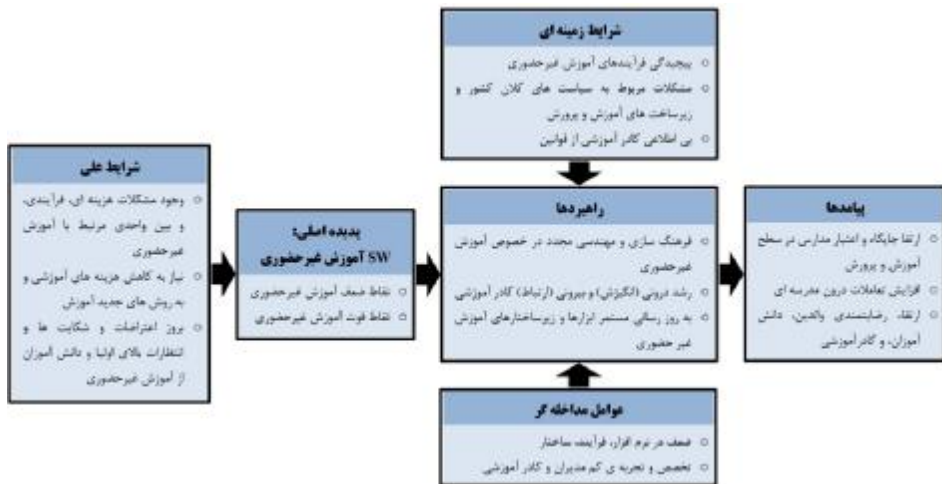 شرایط زمینه ای
پیچیدگی فرآیندهای آموزش غیرحضوری
مشکلات مربوط به سیاست های کلان کشور و
زیرساخت های آموزش و پرورش
بی اطلاعی کادر آموزشی از قوانین
شرایط علی
وجود مشکلات هزینه ای، فرآیندی،
و بین واحدی مرتبط با آموزش
غیرحضوری
نیاز به کاهش هزینه های آموزشی و
به روش های جدید آموزش
بروز اعتراضات و شکایت ها و
انتظارات بالای اولیا و دانش آموزان
از آموزش غیرحضوری
پدیده اصلی:
SW آموزش غیرحضوری
نقاط ضعف آموزش غیرحضوری
نقاط قوت آموزش غیرحضوری
راهبردها
فرهنگ سازی و مهندسی مجدد در خصوص آموزش
غیرحضوری
رشد درونی (انگیزش) و بیرونی (ارتباط) کادر آموزشی
به روز رسانی مستمر ابزارها و زیرساختارهای آموزش
غیر حضوری
پیامدها
ارتقا جایگاه و اعتبار مدارس در سطح
آموزش و پرورش
افزایش تعاملات درون مدرسه ای
ارتقاء رضایتمندی والدین، دانش
آموزان، و کادرآموزشی
عوامل مداخله گر
ضعف در نرم افزار، فرآیند، ساختار
تخصص و تجربه ی کم مدیران و کادر آموزشی